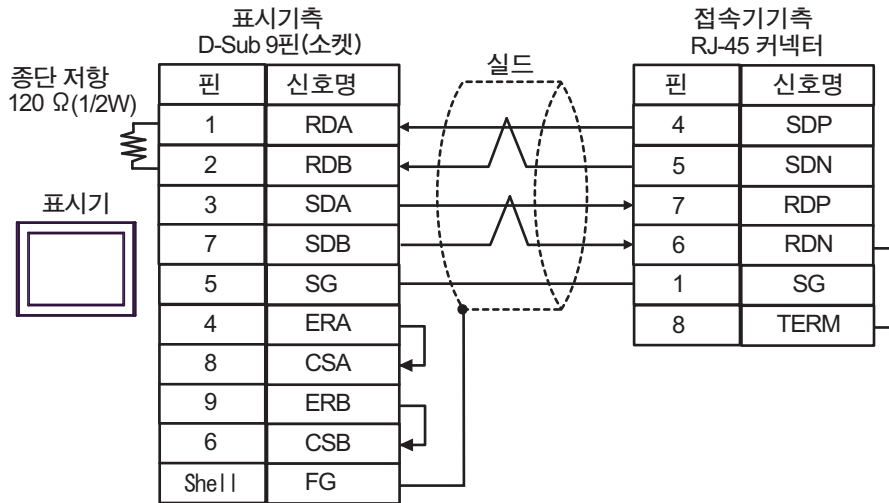 표시기측
D-Sub 9핀(소켓)
접속기기측
RJ-45 커넥터
종단 저항
120 Ω(1/2W)
실드
표시기
핀 신호명
1 RDA
2 RDB
3 SDA
7 SDB
5 SG
4 ERA
8 CSA
9 ERB
6 CSB
Shell FG
핀 신호명
4 SDP
5 SDN
7 RDP
6 RDN
1 SG
8 TERM